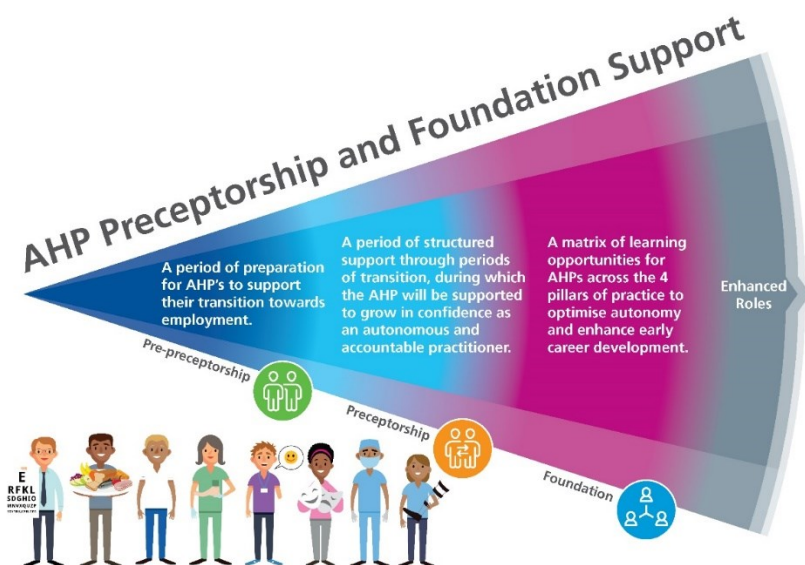 AHP Preceptorship and Foundation Support
A period of preparation
for AHP's to support
their transition towards
employment.
A period of structured
support through periods
of transition, during which
the AHP will be supported
to grow in confidence as
an autonomous and
accountable practitioner.
A matrix of learning
opportunities for
AHPs across the 4
pillars of practice to
optimise autonomy
and enhance early
career development.
Enhanced
Roles
Pre-preceptorship
Preceptorship
Foundation
E
RFKL
SDGHIO